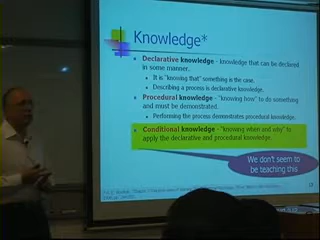 Knowledge*
Declarative knowledge - knowledge that can be declared
in some manner.
It is "knowing that" something is the case.
Describing a process is declarative knowledge.
Procedural knowledge - "knowing how" to do something
and must be demonstrated.
Performing the process demonstrates procedural knowledge.
Conditional knowledge - "knowing when and why" to
apply the declarative and procedural knowledge.
We don't seem to
be teaching this